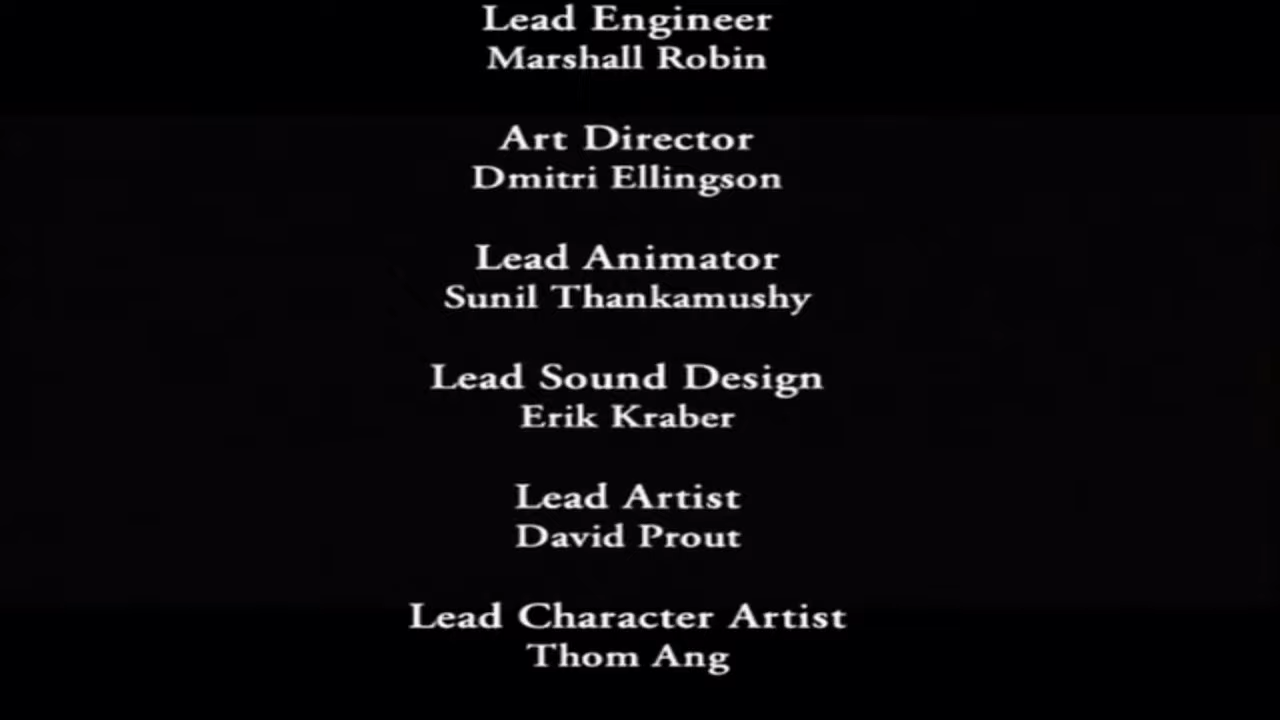 Lead Engineer
Marshall Robin
Art Director
Dmitri Ellingson
Lead Animator
Sunil Thankamushy
Lead Sound Design
Erik Kraber
Lead Artist
David Prout
Lead Character Artist
Thom Ang